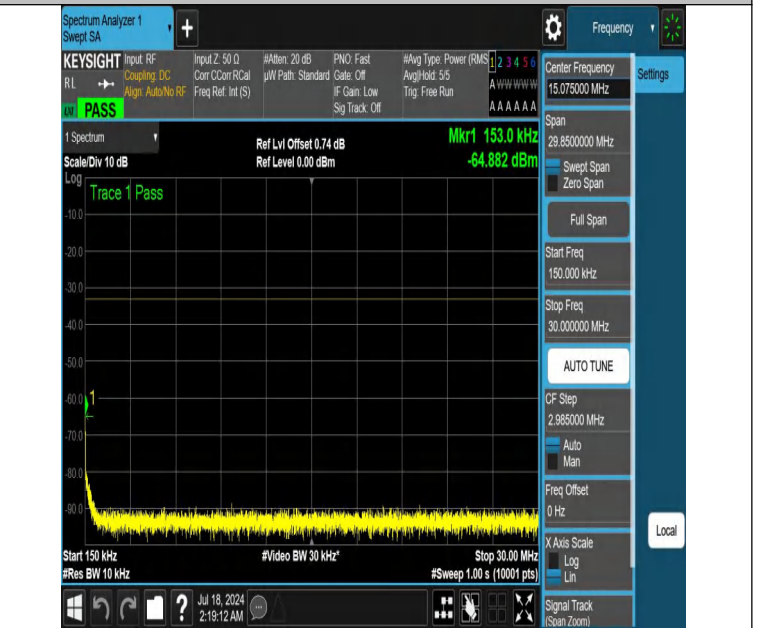 Spectrum Analyzer 1
Swept SA
+
Frequency
KEYSIGHT
RL
PASS
Input: RF
Coupling: DC
Align: Auto/No RF
Input Z: 50 Ω
Corr CCorr RCal
Freq Ref: Int (S)
#Atten: 20 dB
µW Path: Standard
PNO: Fast
Gate: Off
IF Gain: Low
Sig Track: Off
#Avg Type: Power (RMS
Avg|Hold: 5/5
Trig: Free Run
1 2 3 4 5 6
A W W W W W
A A A A A A
1 Spectrum
Scale/Div 10 dB
Log
Ref Lvl Offset 0.74 dB
Ref Level 0.00 dBm
Mkr1 153.0 kHz
-64.882 dBm
Trace 1 Pass
-10.0
-20.0
-30.0
-40.0
-50.0
-60.0
-70.0
-80.0
-90.0
1
Start 150 kHz
#Res BW 10 kHz
#Video BW 30 kHz*
Stop 30.00 MHz
#Sweep 1.00 s (10001 pts)
Center Frequency
15.075000 MHz
Settings
Span
29.8500000 MHz
Swept Span
Zero Span
Full Span
Start Freq
150.000 kHz
Stop Freq
30.000000 MHz
AUTO TUNE
CF Step
2.985000 MHz
Auto
Man
Freq Offset
0 Hz
Local
X Axis Scale
Log
Lin
Signal Track
(Span Zoom)
?
Jul 18, 2024
2:19:12 AM